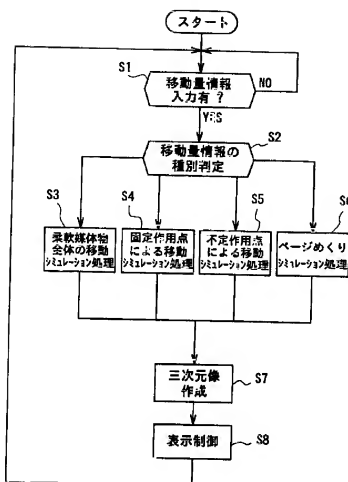 スタート
S1
移動量情報
入力有?
NO
YES
S2
移動量情報の
種別判定
S3
柔軟媒体物
全体の移動
シミュレーション処理
S4
固定作用点
による移動
シミュレーション処理
S5
不定作用点
による移動
シミュレーション処理
ページめくり
シミュレーション処理
三次元像
作成
S7
表示制御
S8